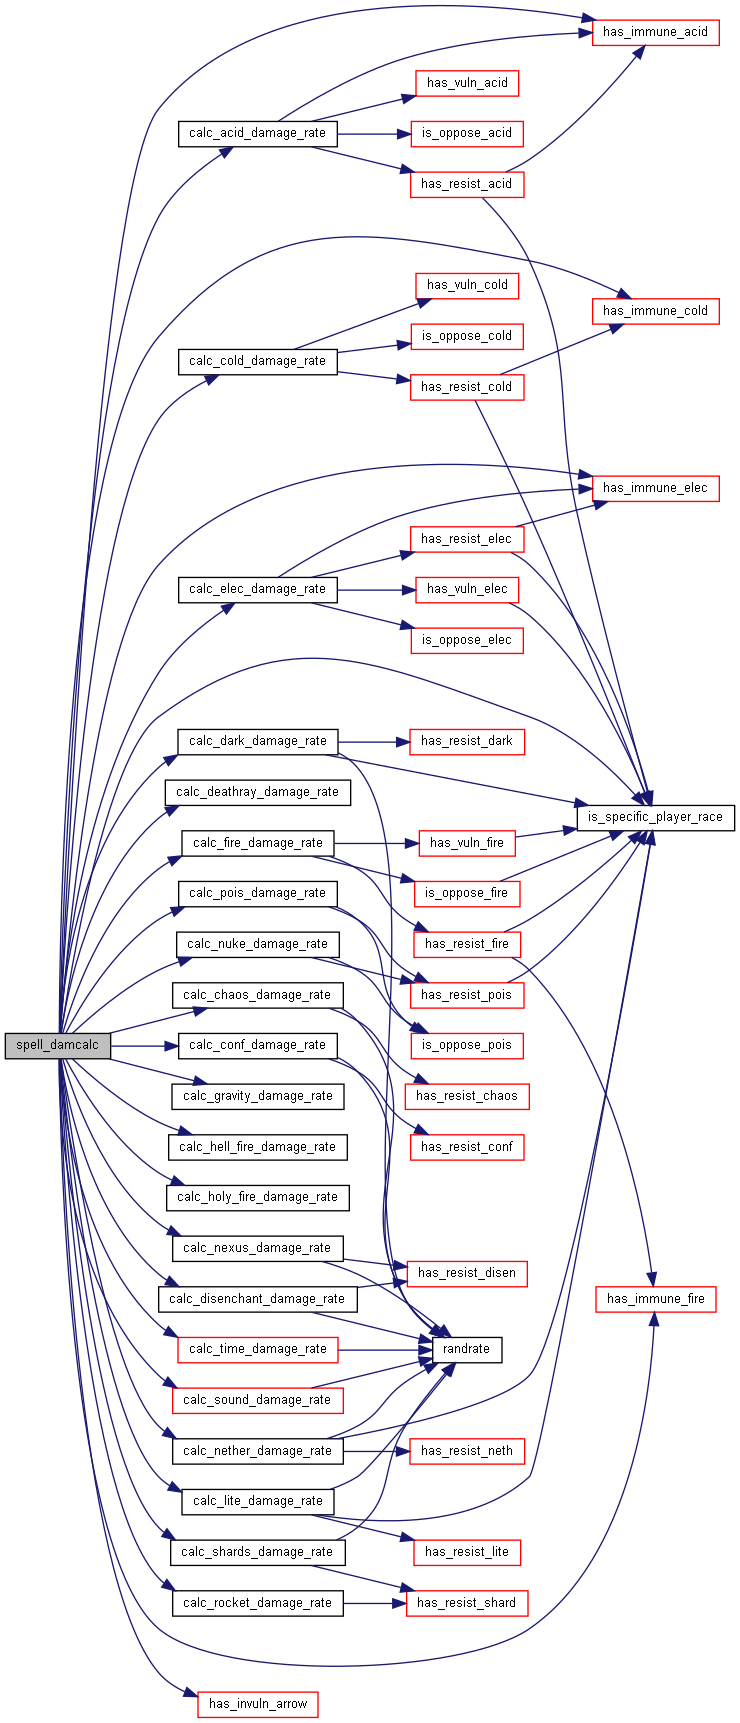 has_immune_acid
has_vuln_acid
calc_acid_damage_rate
is_oppose_acid
has_resist_acid
has_vuln_cold
has_immune_cold
is_oppose_cold
calc_cold_damage_rate
has_resist_cold
has_immune_elec
has_resist_elec
calc_elec_damage_rate
has_vuln_elec
is_oppose_elec
calc_dark_damage_rate
has_resist_dark
calc_deathray_damage_rate
is_specific_player_race
calc_fire_damage_rate
has_vuln_fire
calc_pois_damage_rate
is_oppose_fire
calc_nuke_damage_rate
has_resist_fire
calc_chaos_damage_rate
has_resist_pois
spell_damcalc
calc_conf_damage_rate
is_oppose_pois
calc_gravity_damage_rate
has_resist_chaos
calc_hell_fire_damage_rate
has_resist_conf
calc_holy_fire_damage_rate
calc_nexus_damage_rate
has_resist_disen
calc_disenchant_damage_rate
has_immune_fire
calc_time_damage_rate
randrate
calc_sound_damage_rate
calc_nether_damage_rate
has_resist_neth
calc_lite_damage_rate
calc_shards_damage_rate
has_resist_lite
calc_rocket_damage_rate
has_resist_shard
has_invuln_arrow